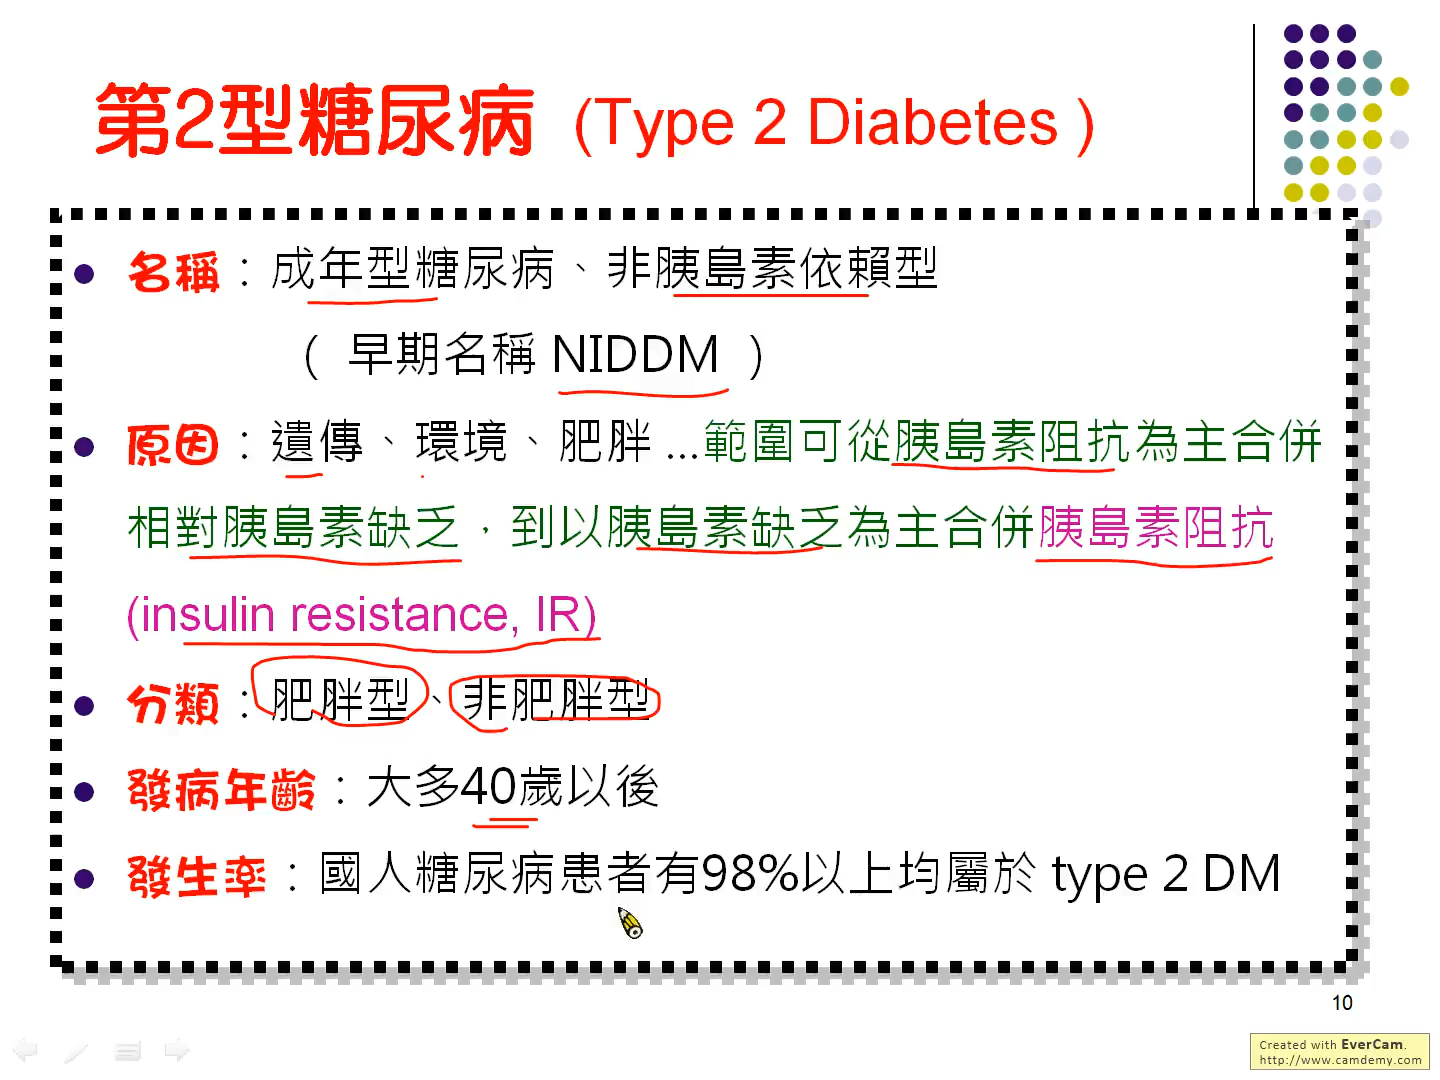 第2型糖尿病 (Type 2 Diabetes )
名稱：成年型糖尿病、非胰島素依賴型
( 早期名稱 NIDDM )
原因：遺傳、環境、肥胖 ...範圍可從胰島素阻抗為主合併
相對胰島素缺乏，到以胰島素缺乏為主合併胰島素阻抗
(insulin resistance, IR)
分類：肥胖型、非肥胖型
發病年齡：大多40歲以後
發生率：國人糖尿病患者有98%以上均屬於 type 2 DM
10
Created with EverCam.
http://www.camdemy.com